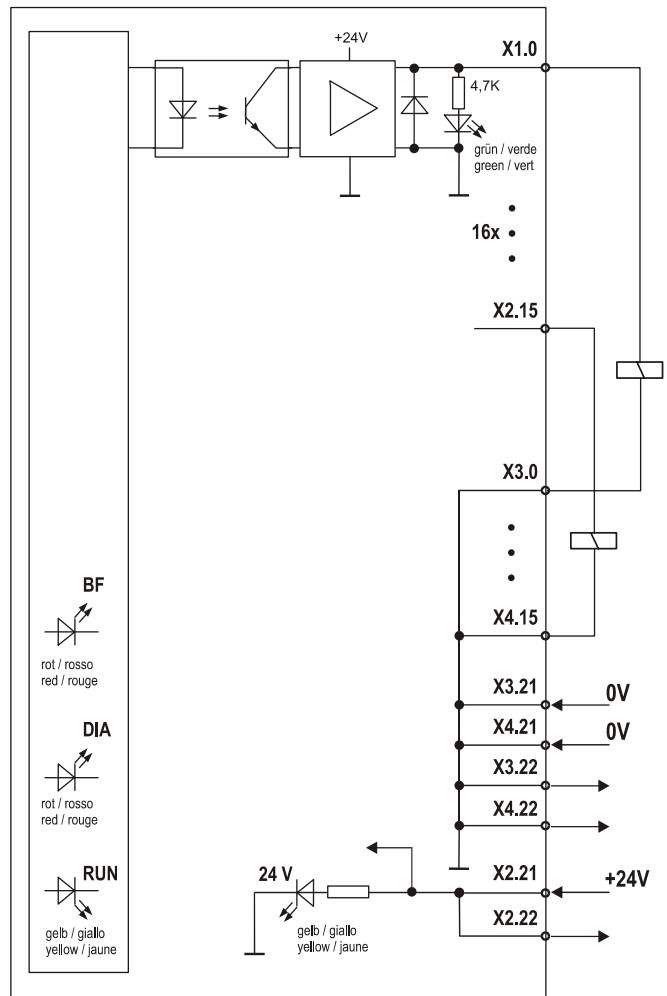 +24V
X1.0
4,7K
grün / verde
green / vert
16x
X2.15
X3.0
BF
X4.15
rot / rosso
red / rouge
X3.21
0V
DIA
X4.21
0V
X3.22
rot / rosso
red / rouge
X4.22
RUN
24 V
X2.21
+24V
X2.22
gelb / giallo
yellow / jaune
gelb / giallo
yellow / jaune